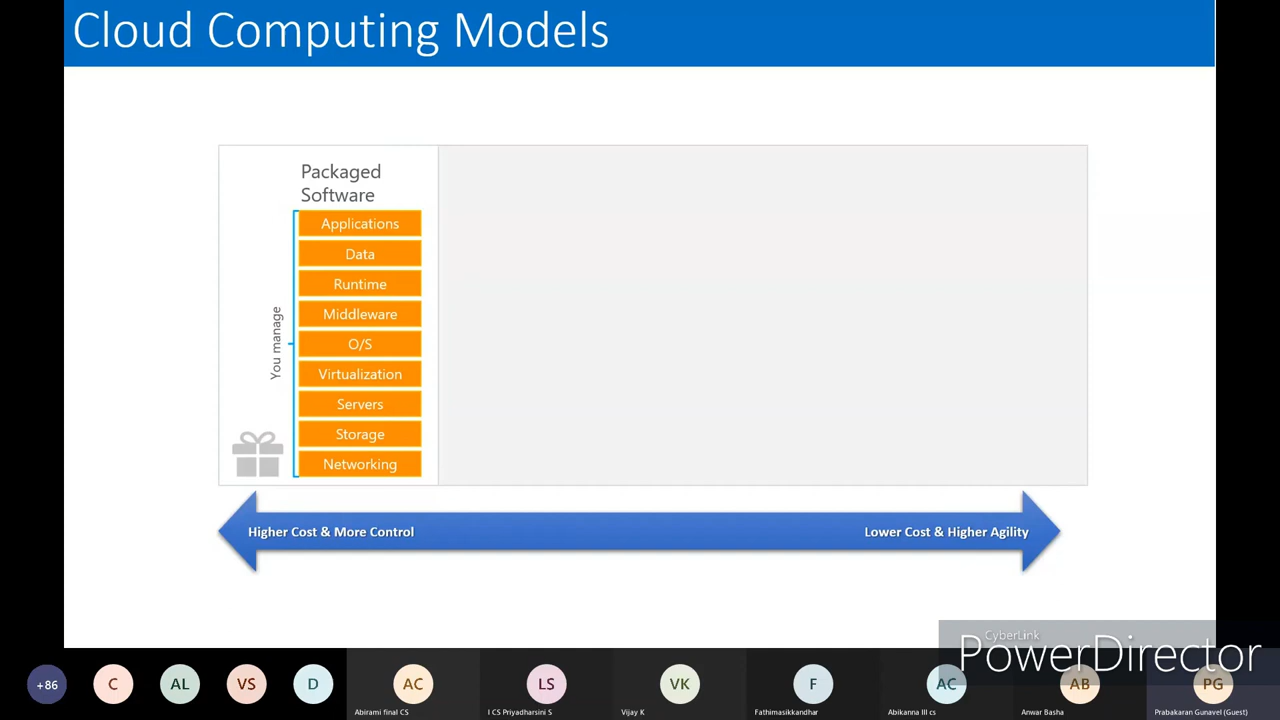 Cloud Computing Models
Packaged
Software
Applications
Data
Runtime
Middleware
O/S
Virtualization
Servers
Storage
Networking
You manage
Higher Cost & More Control
Lower Cost & Higher Agility
CyberLink
PowerDirector
+86
C
AL
VS
D
AC
LS
VK
F
AC
AB
PG
Abirami final CS
I CS Priyadharsini S
Vijay K
Fathimasikkandhar
Abikanna III cs
Anwar Basha
Prabakaran Gunavel (Guest)